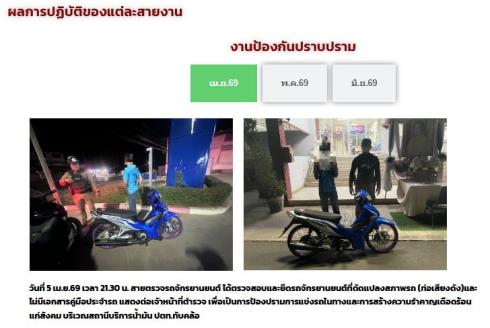 ผลการปฏิบัติของแต่ละสายงาน
งานป้องกันปราบปราม
เม.ย.69
พ.ค.69
มิ.ย.69
วันที่ 5 เม.ย.69 เวลา 21.30 น. สายตรวจรถจักรยานยนต์ ได้ตรวจสอบและยึดรถจักรยานยนต์ที่ดัดแปลงสภาพรถ (ท่อเสียงดัง)และ
ไม่มีเอกสารคู่มือประจำรถ แสดงต่อเจ้าหน้าที่ตำรวจ เพื่อเป็นการป้องปรามการแข่งรถในทางและการสร้างความรำคาญเดือดร้อน
แก่สังคม บริเวณสถานีบริการน้ำมัน ปตท.ทับคล้อ